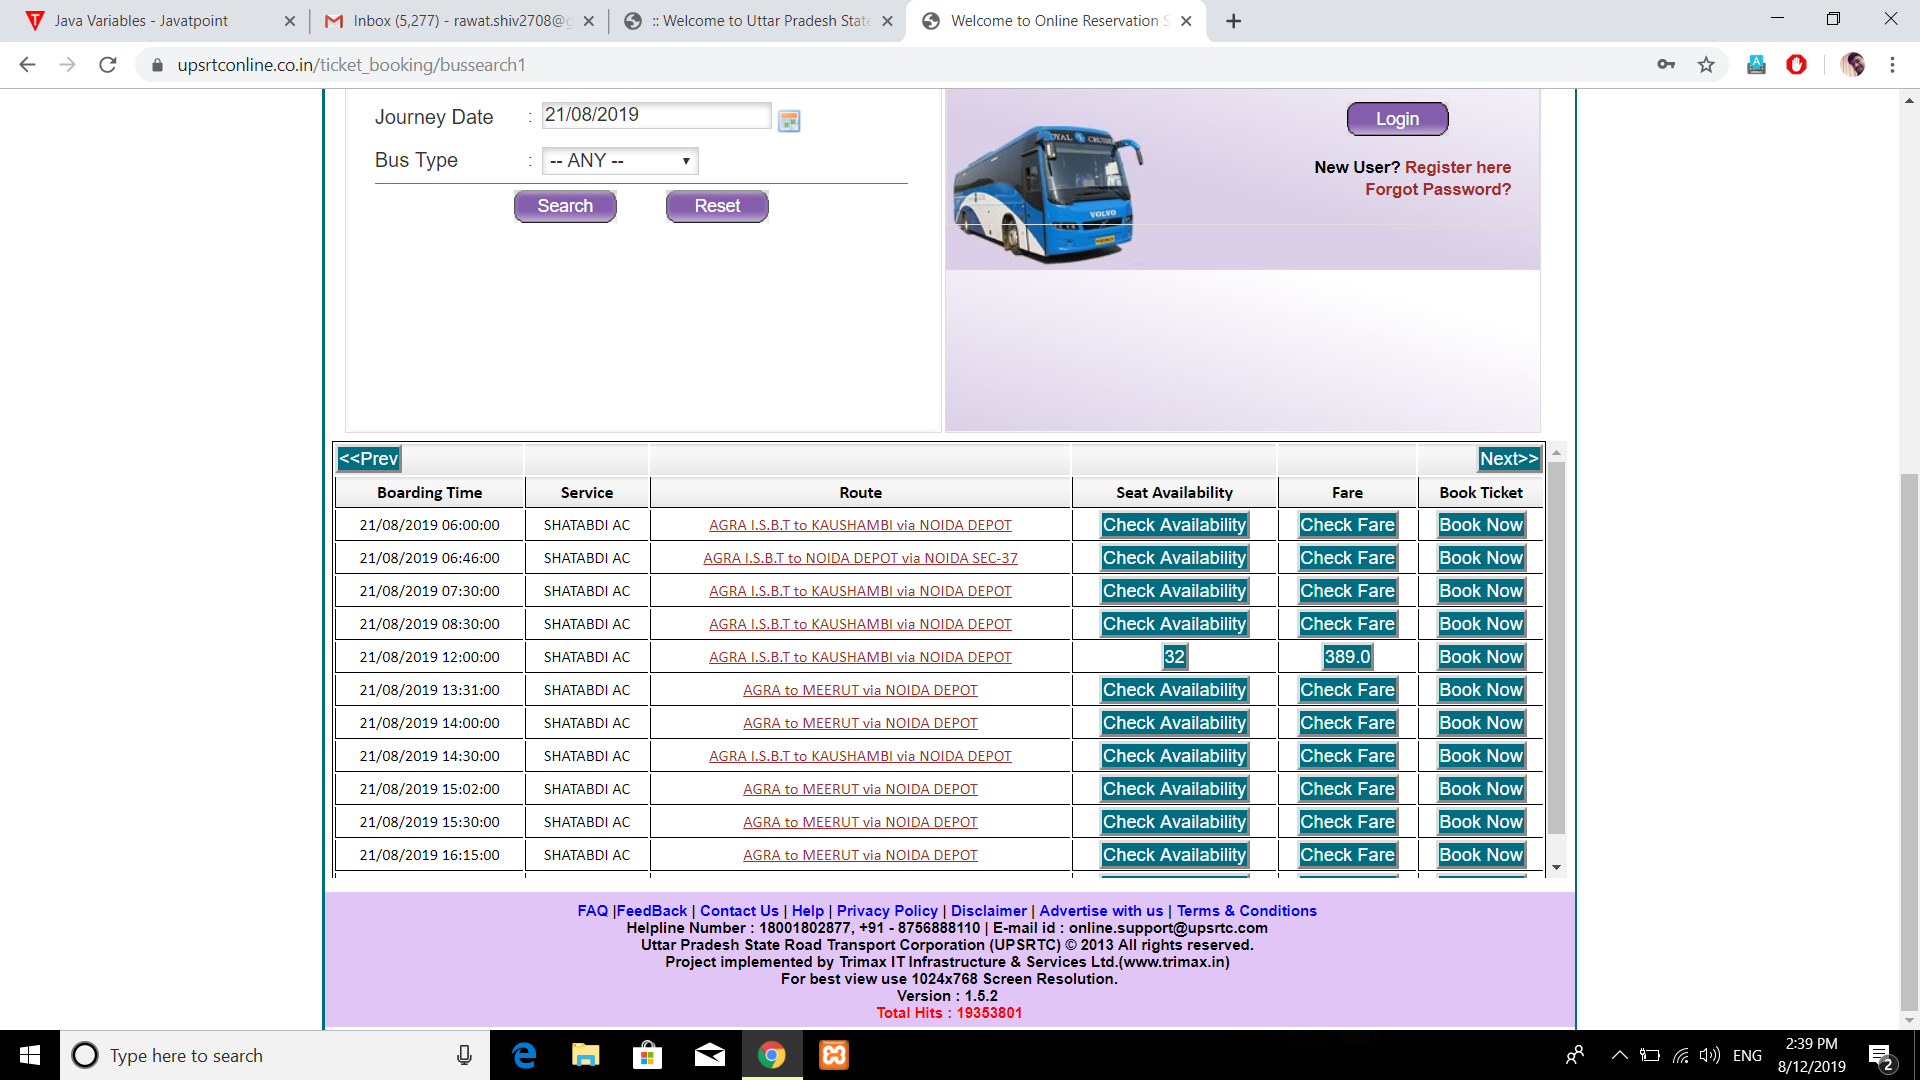 Java Variables - Javatpoint
Inbox (5,277) - rawat.shiv2708@g
:: Welcome to Uttar Pradesh State
Welcome to Online Reservation S
upsrtconline.co.in/ticket_booking/bussearch1
Journey Date : 21/08/2019
Bus Type : -- ANY --
Search Reset
Login
New User? Register here
Forgot Password?
VOLVO
<<Prev Next>>
Boarding Time Service Route Seat Availability Fare Book Ticket
21/08/2019 06:00:00 SHATABDI AC AGRA I.S.B.T to KAUSHAMBI via NOIDA DEPOT Check Availability Check Fare Book Now
21/08/2019 06:46:00 SHATABDI AC AGRA I.S.B.T to NOIDA DEPOT via NOIDA SEC-37 Check Availability Check Fare Book Now
21/08/2019 07:30:00 SHATABDI AC AGRA I.S.B.T to KAUSHAMBI via NOIDA DEPOT Check Availability Check Fare Book Now
21/08/2019 08:30:00 SHATABDI AC AGRA I.S.B.T to KAUSHAMBI via NOIDA DEPOT Check Availability Check Fare Book Now
21/08/2019 12:00:00 SHATABDI AC AGRA I.S.B.T to KAUSHAMBI via NOIDA DEPOT 32 389.0 Book Now
21/08/2019 13:31:00 SHATABDI AC AGRA to MEERUT via NOIDA DEPOT Check Availability Check Fare Book Now
21/08/2019 14:00:00 SHATABDI AC AGRA to MEERUT via NOIDA DEPOT Check Availability Check Fare Book Now
21/08/2019 14:30:00 SHATABDI AC AGRA I.S.B.T to KAUSHAMBI via NOIDA DEPOT Check Availability Check Fare Book Now
21/08/2019 15:02:00 SHATABDI AC AGRA to MEERUT via NOIDA DEPOT Check Availability Check Fare Book Now
21/08/2019 15:30:00 SHATABDI AC AGRA to MEERUT via NOIDA DEPOT Check Availability Check Fare Book Now
21/08/2019 16:15:00 SHATABDI AC AGRA to MEERUT via NOIDA DEPOT Check Availability Check Fare Book Now
FAQ |FeedBack | Contact Us | Help | Privacy Policy | Disclaimer | Advertise with us | Terms & Conditions
Helpline Number : 18001802877, +91 - 8756888110 | E-mail id : online.support@upsrtc.com
Uttar Pradesh State Road Transport Corporation (UPSRTC) © 2013 All rights reserved.
Project implemented by Trimax IT Infrastructure & Services Ltd.(www.trimax.in)
For best view use 1024x768 Screen Resolution.
Version : 1.5.2
Total Hits : 19353801
Type here to search
ENG
2:39 PM
8/12/2019
2